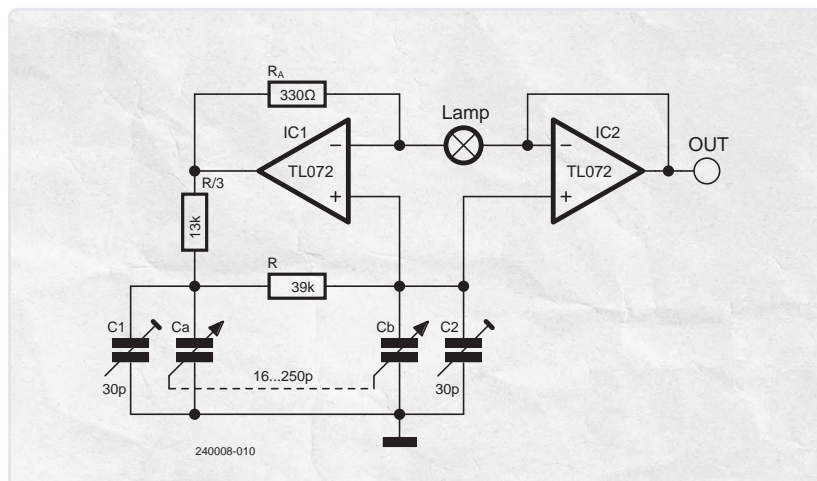 RA
330Ω
Lamp
IC1
IC2
OUT
TL072
TL072
−
−
+
+
R/3
13k
R
39k
C1
Ca
Cb
C2
30p
16...250p
30p
240008-010